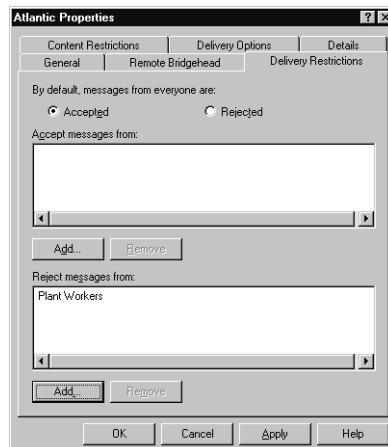 Atlantic Properties
Content Restrictions Delivery Options Details
General Remote Bridgehead Delivery Restrictions
By default, messages from everyone are:
Accepted Rejected
Accept messages from:
Add... Remove
Reject messages from:
Plant Workers
Add... Remove
OK Cancel Apply Help